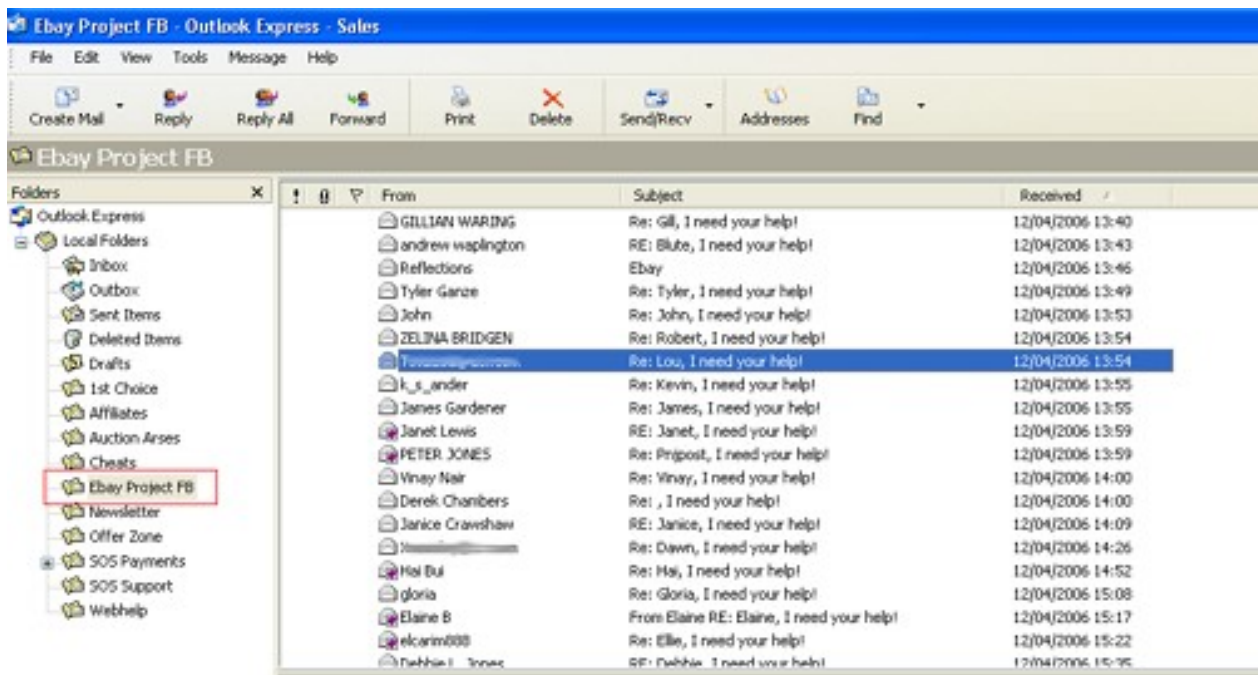 Ebay Project FB - Outlook Express - Sales
File Edit View Tools Message Help
Create Mail Reply Reply All Forward Print Delete Send/Recv Addresses Find
Ebay Project FB
Folders
Outlook Express
Local Folders
Inbox
Outbox
Sent Items
Deleted Items
Drafts
1st Choice
Affiliates
Auction Arses
Cheats
Ebay Project FB
Newsletter
Offer Zone
SOS Payments
SOS Support
Webhelp
! From Subject Received
GILLIAN WARING Re: Gill, I need your help! 12/04/2006 13:40
andrew waplington RE: Blute, I need your help! 12/04/2006 13:43
Reflections Ebay 12/04/2006 13:46
Tyler Ganze Re: Tyler, I need your help! 12/04/2006 13:49
John Re: John, I need your help! 12/04/2006 13:53
ZELINA BRIDGEN Re: Robert, I need your help! 12/04/2006 13:54
Re: Lou, I need your help! 12/04/2006 13:54
k_s_ander Re: Kevin, I need your help! 12/04/2006 13:55
James Gardener Re: James, I need your help! 12/04/2006 13:55
Janet Lewis RE: Janet, I need your help! 12/04/2006 13:59
PETER JONES Re: Pnjpost, I need your help! 12/04/2006 13:59
Vinay Nair Re: Vinay, I need your help! 12/04/2006 14:00
Derek Chambers Re: , I need your help! 12/04/2006 14:00
Janice Crawshaw RE: Janice, I need your help! 12/04/2006 14:09
Re: Dawn, I need your help! 12/04/2006 14:26
Hai Bui Re: Hai, I need your help! 12/04/2006 14:52
gloria Re: Gloria, I need your help! 12/04/2006 15:08
Elaine B From Elaine RE: Elaine, I need your help! 12/04/2006 15:17
elcarim888 Re: Ellie, I need your help! 12/04/2006 15:22
Debbie L. Jones RE: Debbie, I need your help! 12/04/2006 15:35